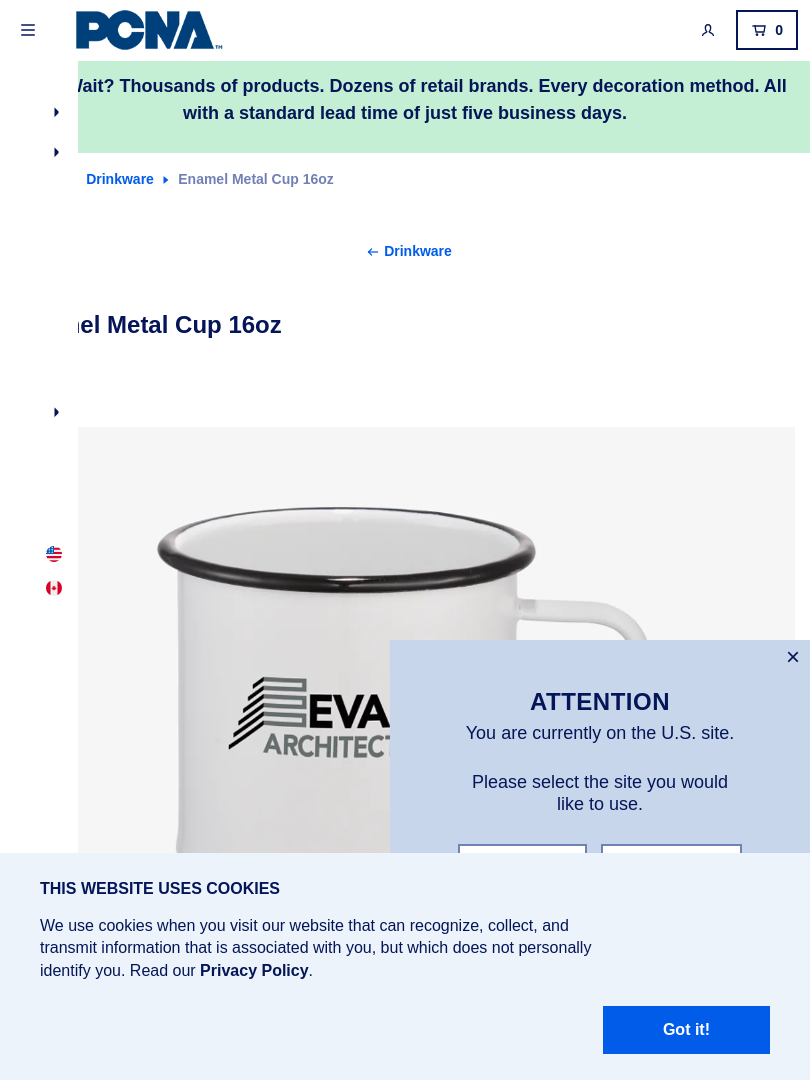 PCNA™
0
Wait? Thousands of products. Dozens of retail brands. Every decoration method. All
with a standard lead time of just five business days.
Drinkware
Enamel Metal Cup 16oz
Drinkware
Metal Cup 16oz
EVA
ARCHITECT
ATTENTION
You are currently on the U.S. site.
Please select the site you would
like to use.
THIS WEBSITE USES COOKIES
We use cookies when you visit our website that can recognize, collect, and
transmit information that is associated with you, but which does not personally
identify you. Read our Privacy Policy.
Got it!